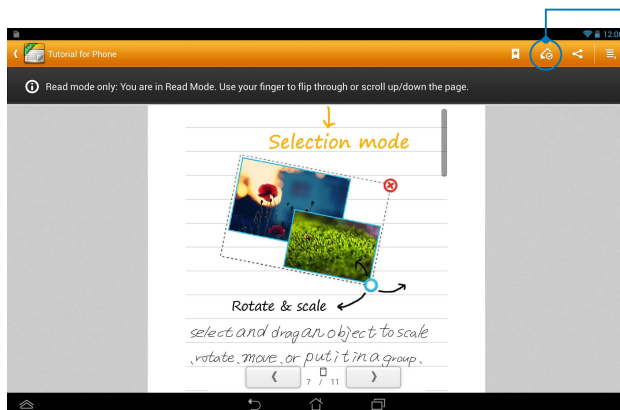 12:00
Tutorial for Phone
Read mode only: You are in Read Mode. Use your finger to flip through or scroll up/down the page.
Selection mode
Rotate & scale
select and drag an object to scale
, rotate, move, or put it in a group.
7 / 11